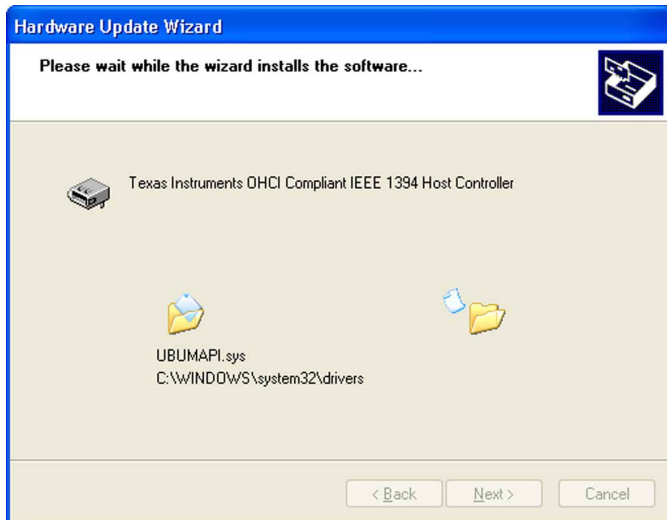 Hardware Update Wizard
Please wait while the wizard installs the software...
Texas Instruments OHCI Compliant IEEE 1394 Host Controller
UBUMAPI.sys
C:\WINDOWS\system32\drivers
< Back
Next >
Cancel